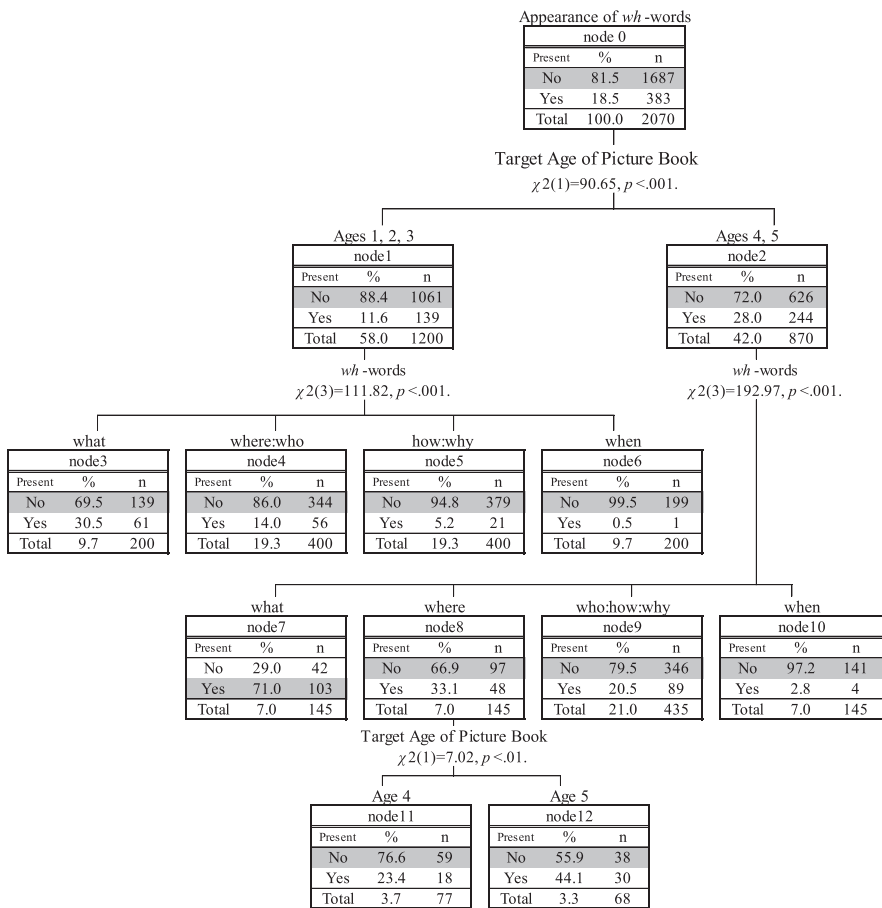 Appearance of wh -words
node 0
Present % n
No 81.5 1687
Yes 18.5 383
Total 100.0 2070
Target Age of Picture Book
χ2(1)=90.65, p <.001.
Ages 1, 2, 3
node1
Present % n
No 88.4 1061
Yes 11.6 139
Total 58.0 1200
Ages 4, 5
node2
Present % n
No 72.0 626
Yes 28.0 244
Total 42.0 870
wh -words
χ2(3)=111.82, p <.001.
wh -words
χ2(3)=192.97, p <.001.
what
node3
Present % n
No 69.5 139
Yes 30.5 61
Total 9.7 200
where:who
node4
Present % n
No 86.0 344
Yes 14.0 56
Total 19.3 400
how:why
node5
Present % n
No 94.8 379
Yes 5.2 21
Total 19.3 400
when
node6
Present % n
No 99.5 199
Yes 0.5 1
Total 9.7 200
what
node7
Present % n
No 29.0 42
Yes 71.0 103
Total 7.0 145
where
node8
Present % n
No 66.9 97
Yes 33.1 48
Total 7.0 145
who:how:why
node9
Present % n
No 79.5 346
Yes 20.5 89
Total 21.0 435
when
node10
Present % n
No 97.2 141
Yes 2.8 4
Total 7.0 145
Target Age of Picture Book
χ2(1)=7.02, p <.01.
Age 4
node11
Present % n
No 76.6 59
Yes 23.4 18
Total 3.7 77
Age 5
node12
Present % n
No 55.9 38
Yes 44.1 30
Total 3.3 68